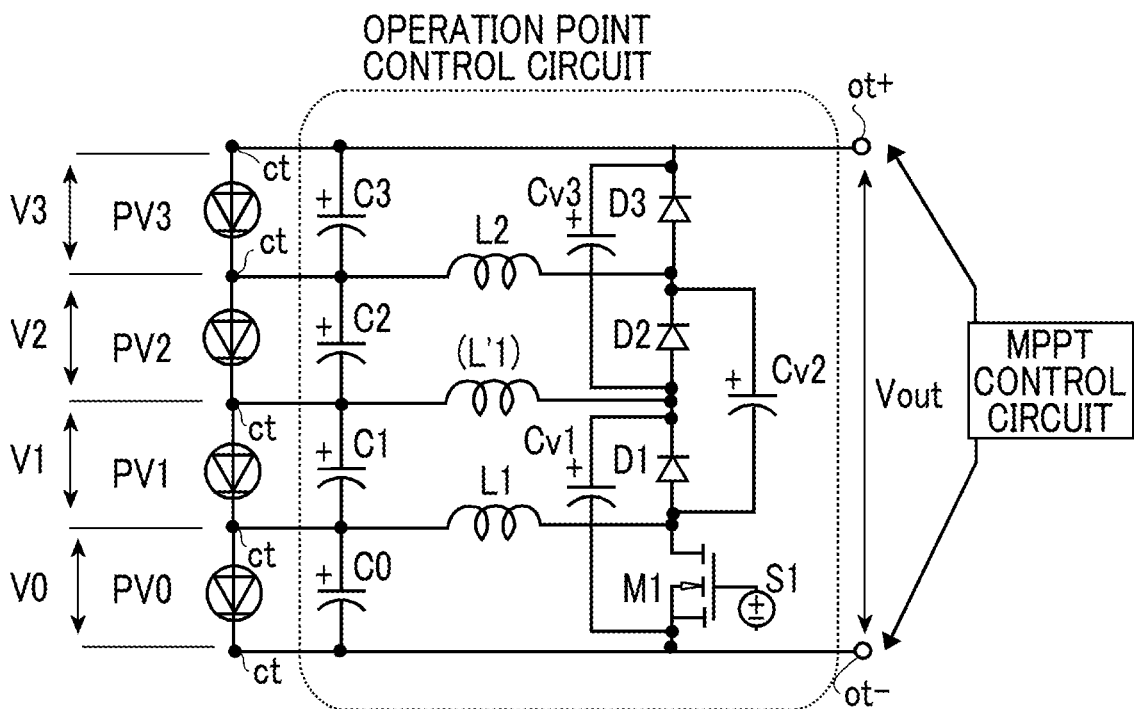 OPERATION POINT
CONTROL CIRCUIT
ot+
ct
V3
PV3
+
C3
Cv3
+
D3
ct
L2
V2
PV2
+
C2
(L'1)
D2
+
Cv2
Vout
MPPT
CONTROL
CIRCUIT
ct
V1
PV1
+
C1
Cv1
+
D1
L1
ct
V0
PV0
+
C0
M1
S1
+
ct
ot-